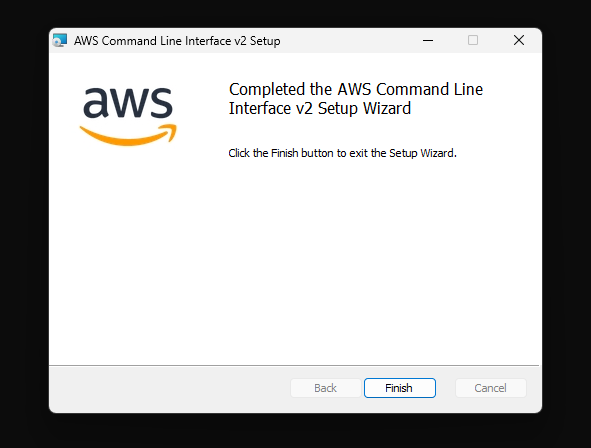 AWS Command Line Interface v2 Setup
aws
Completed the AWS Command Line
Interface v2 Setup Wizard
Click the Finish button to exit the Setup Wizard.
Back
Finish
Cancel